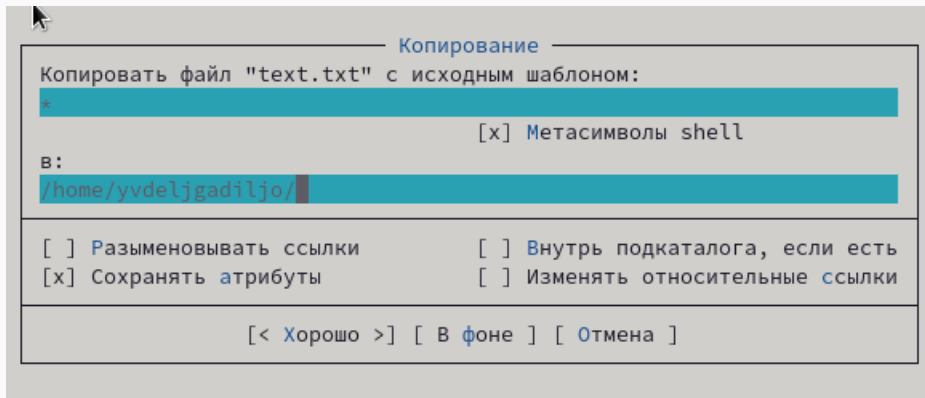 Копирование
Копировать файл "text.txt" с исходным шаблоном:
*
[x] Метасимволы shell
в:
/home/yvdeljgadiljo/
[ ] Разыменовывать ссылки [ ] Внутрь подкаталога, если есть
[x] Сохранять атрибуты [ ] Изменять относительные ссылки
[< Хорошо >] [ В фоне ] [ Отмена ]